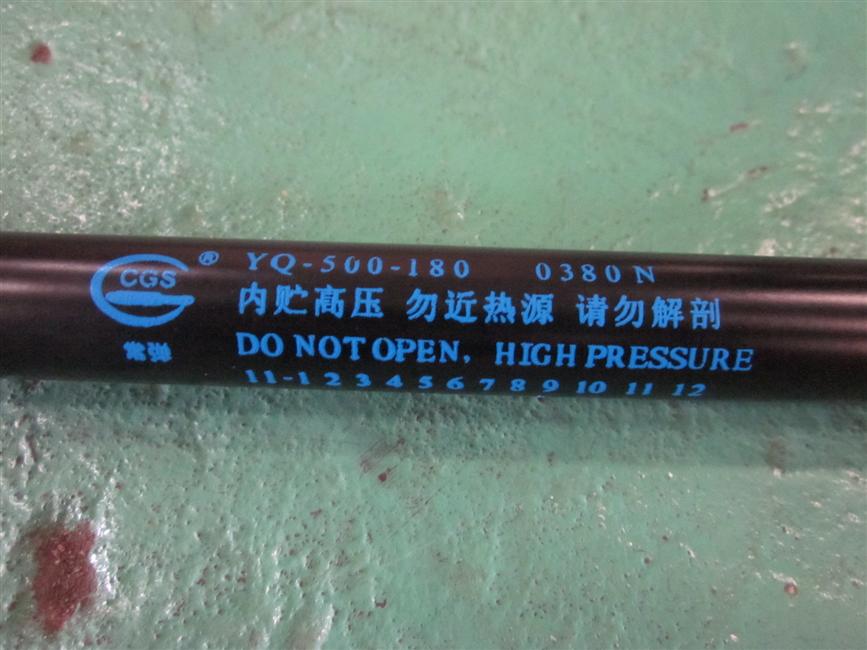 CGS ®
常簧
YQ-500-180 0380N
内贮高压 勿近热源 请勿解剖
DO NOT OPEN, HIGH PRESSURE
11-1 2 3 4 5 6 7 8 9 10 11 12